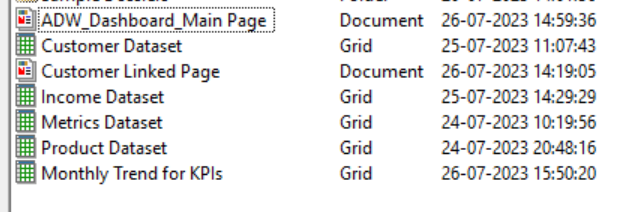 ADW_Dashboard_Main Page Document 26-07-2023 14:59:36
Customer Dataset Grid 25-07-2023 11:07:43
Customer Linked Page Document 26-07-2023 14:19:05
Income Dataset Grid 25-07-2023 14:29:29
Metrics Dataset Grid 24-07-2023 10:19:56
Product Dataset Grid 24-07-2023 20:48:16
Monthly Trend for KPIs Grid 26-07-2023 15:50:20